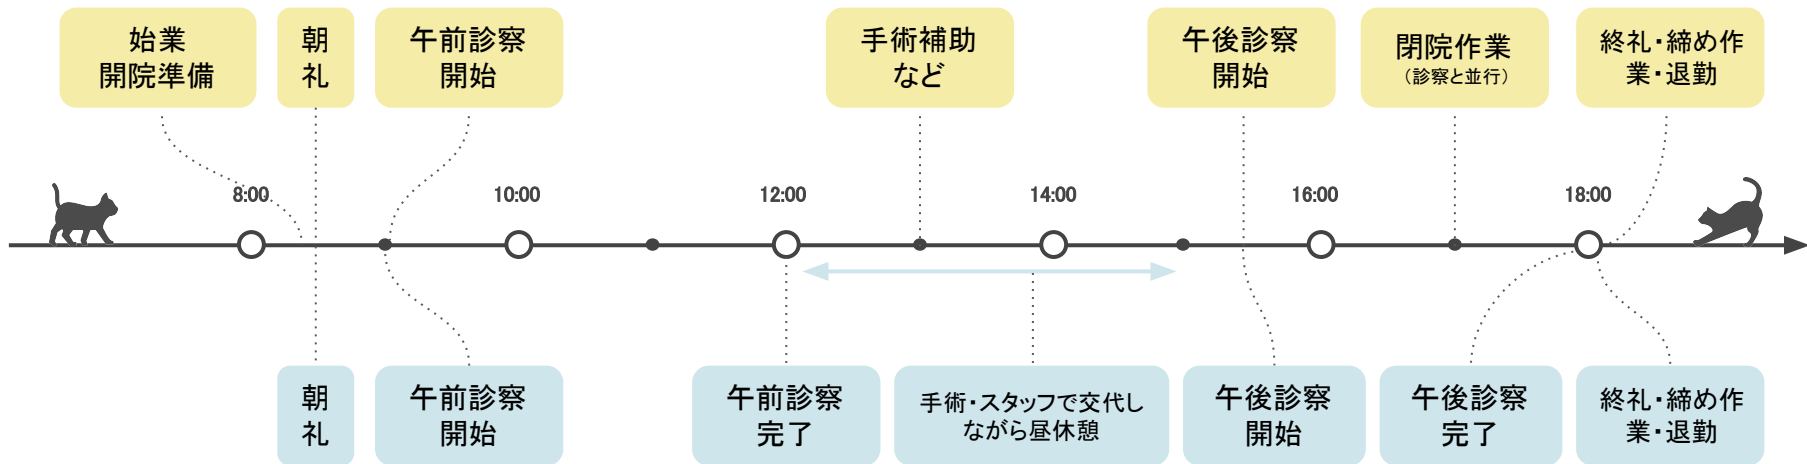 始業
開院準備
朝
礼
午前診察
開始
手術補助
など
午後診察
開始
閉院作業
（診察と並行）
終礼・締め作
業・退勤
8:00
10:00
12:00
14:00
16:00
18:00
朝
礼
午前診察
開始
午前診察
完了
手術・スタッフで交代し
ながら昼休憩
午後診察
開始
午後診察
完了
終礼・締め作
業・退勤